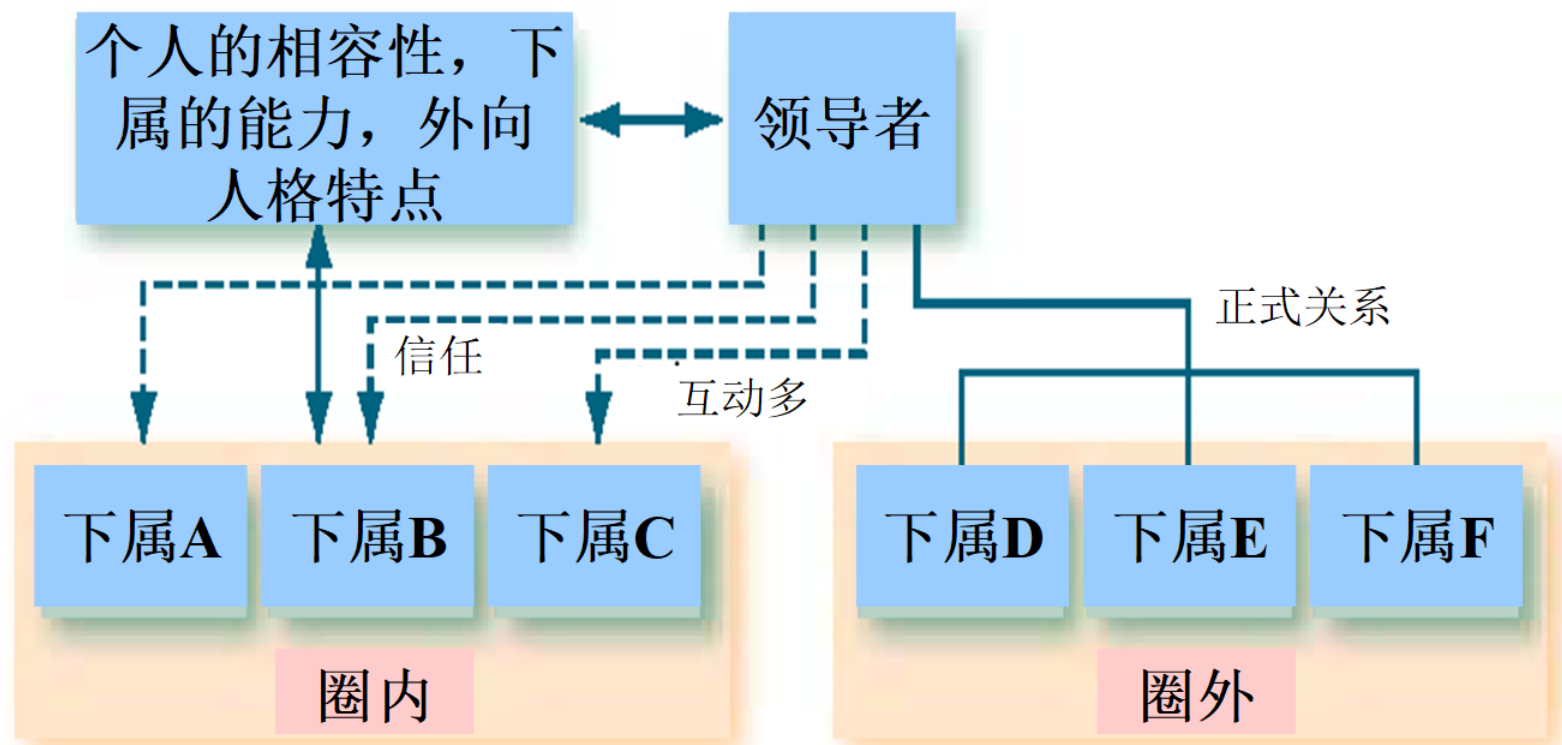 个人的相容性，下
属的能力，外向
人格特点
领导者
正式关系
信任
互动多
下属A
下属B
下属C
下属D
下属E
下属F
圈内
圈外